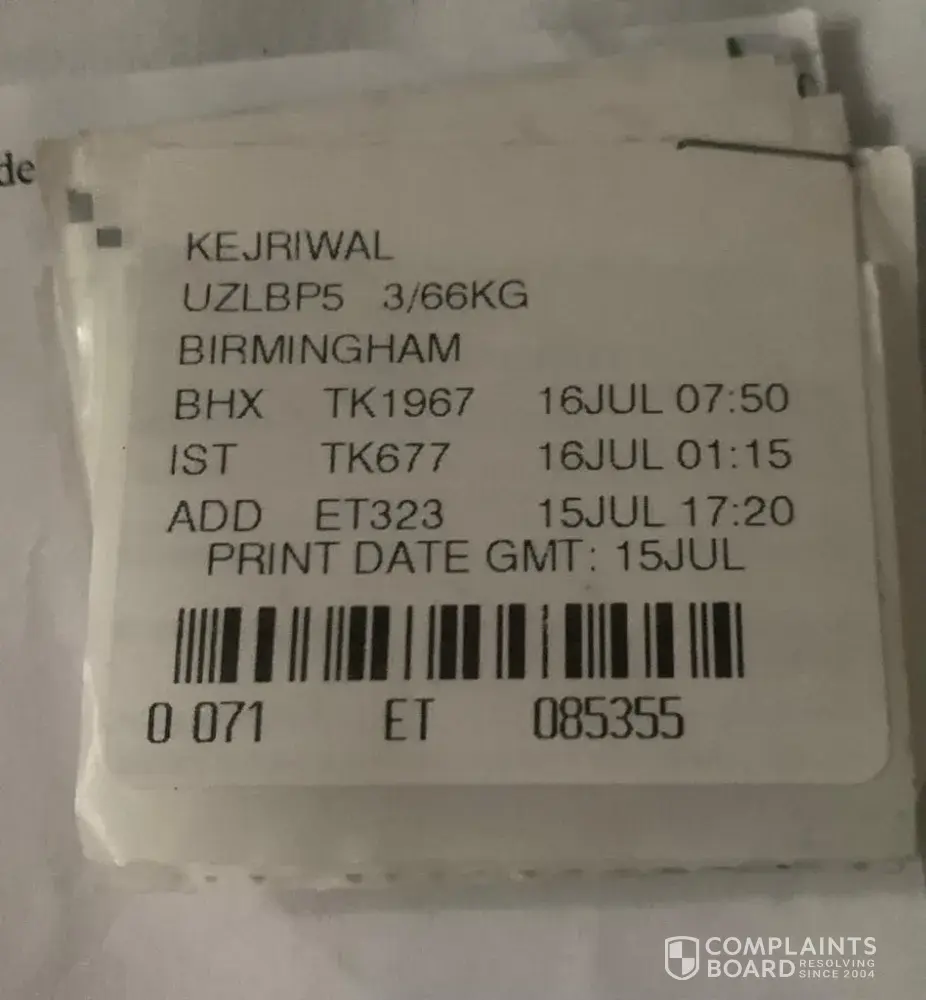 de
KEJRIWAL
UZLBP5 3/66KG
BIRMINGHAM
BHX TK1967 16JUL 07:50
IST TK677 16JUL 01:15
ADD ET323 15JUL 17:20
PRINT DATE GMT: 15JUL
0 071 ET 085355
COMPLAINTS
BOARD RESOLVING
SINCE 2004